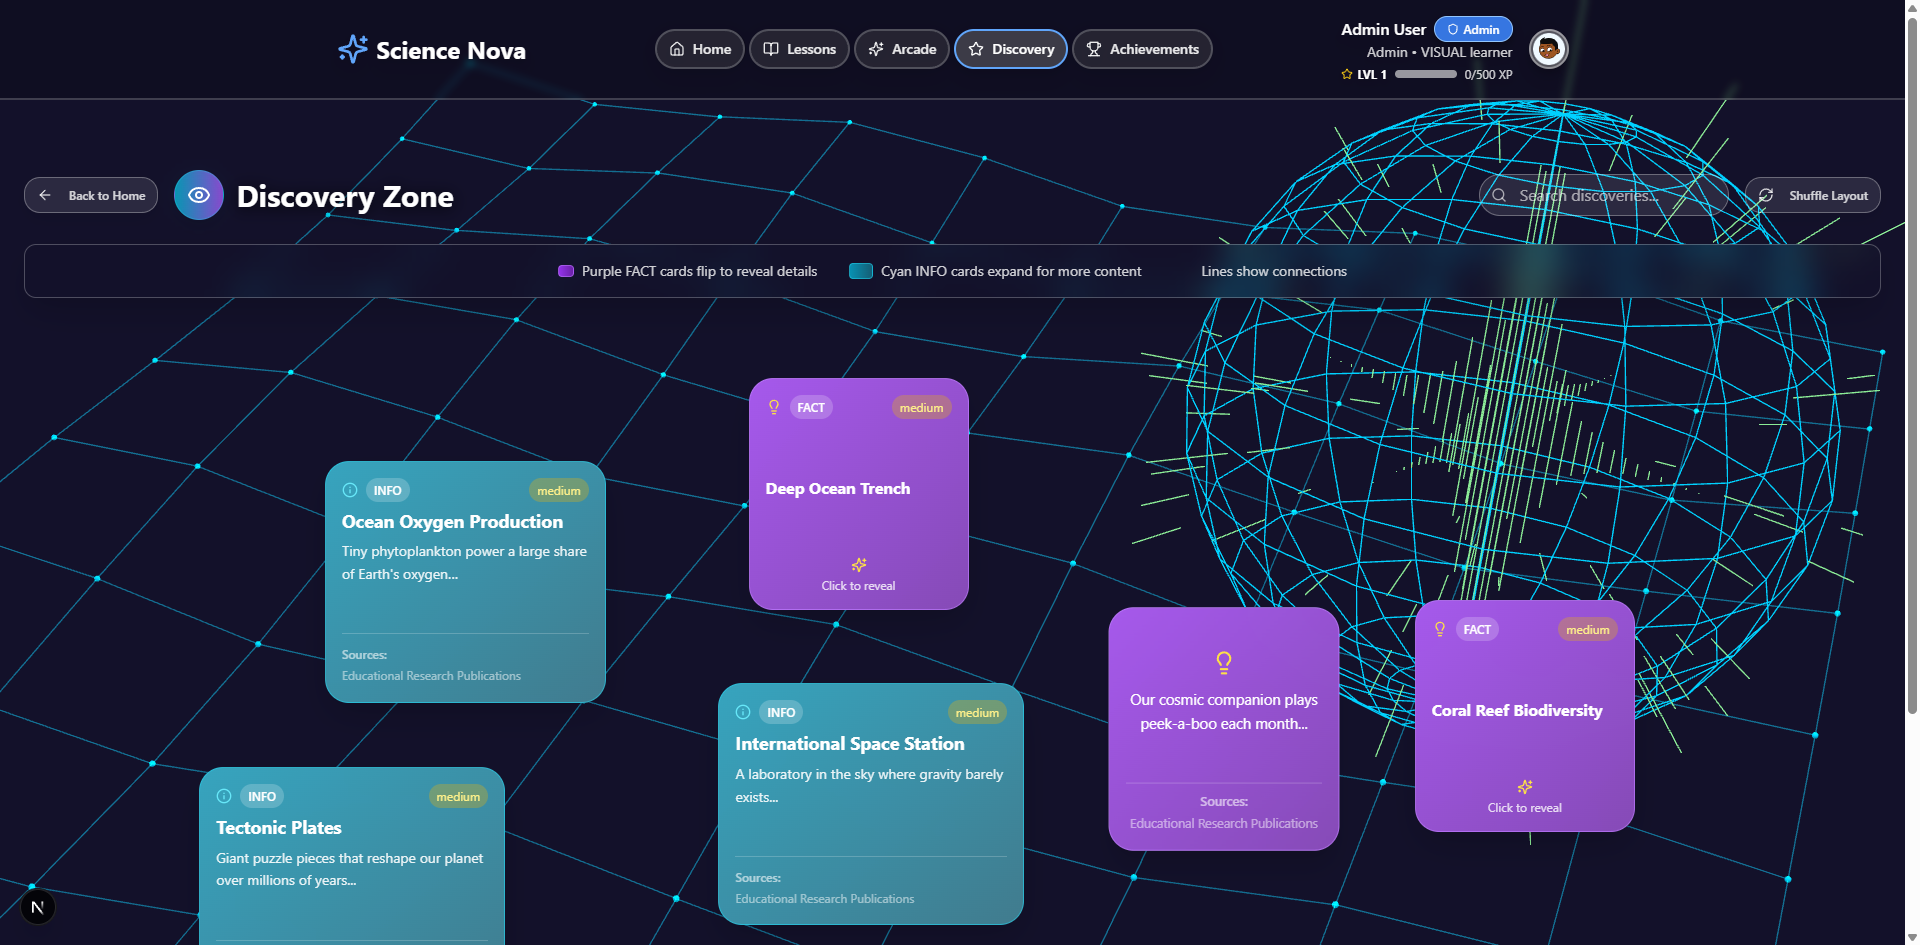 Science Nova
Home
Lessons
Arcade
Discovery
Achievements
Admin User
Admin
Admin • VISUAL learner
LVL 1
0/500 XP
Back to Home
Discovery Zone
Search discoveries...
Shuffle Layout
Purple FACT cards flip to reveal details
Cyan INFO cards expand for more content
Lines show connections
FACT
medium
Deep Ocean Trench
Click to reveal
INFO
medium
Ocean Oxygen Production
Tiny phytoplankton power a large share
of Earth's oxygen...
Sources:
Educational Research Publications
Our cosmic companion plays
peek-a-boo each month...
Sources:
Educational Research Publications
FACT
medium
Coral Reef Biodiversity
Click to reveal
INFO
medium
International Space Station
A laboratory in the sky where gravity barely
exists...
Sources:
Educational Research Publications
INFO
medium
Tectonic Plates
Giant puzzle pieces that reshape our planet
over millions of years...
N